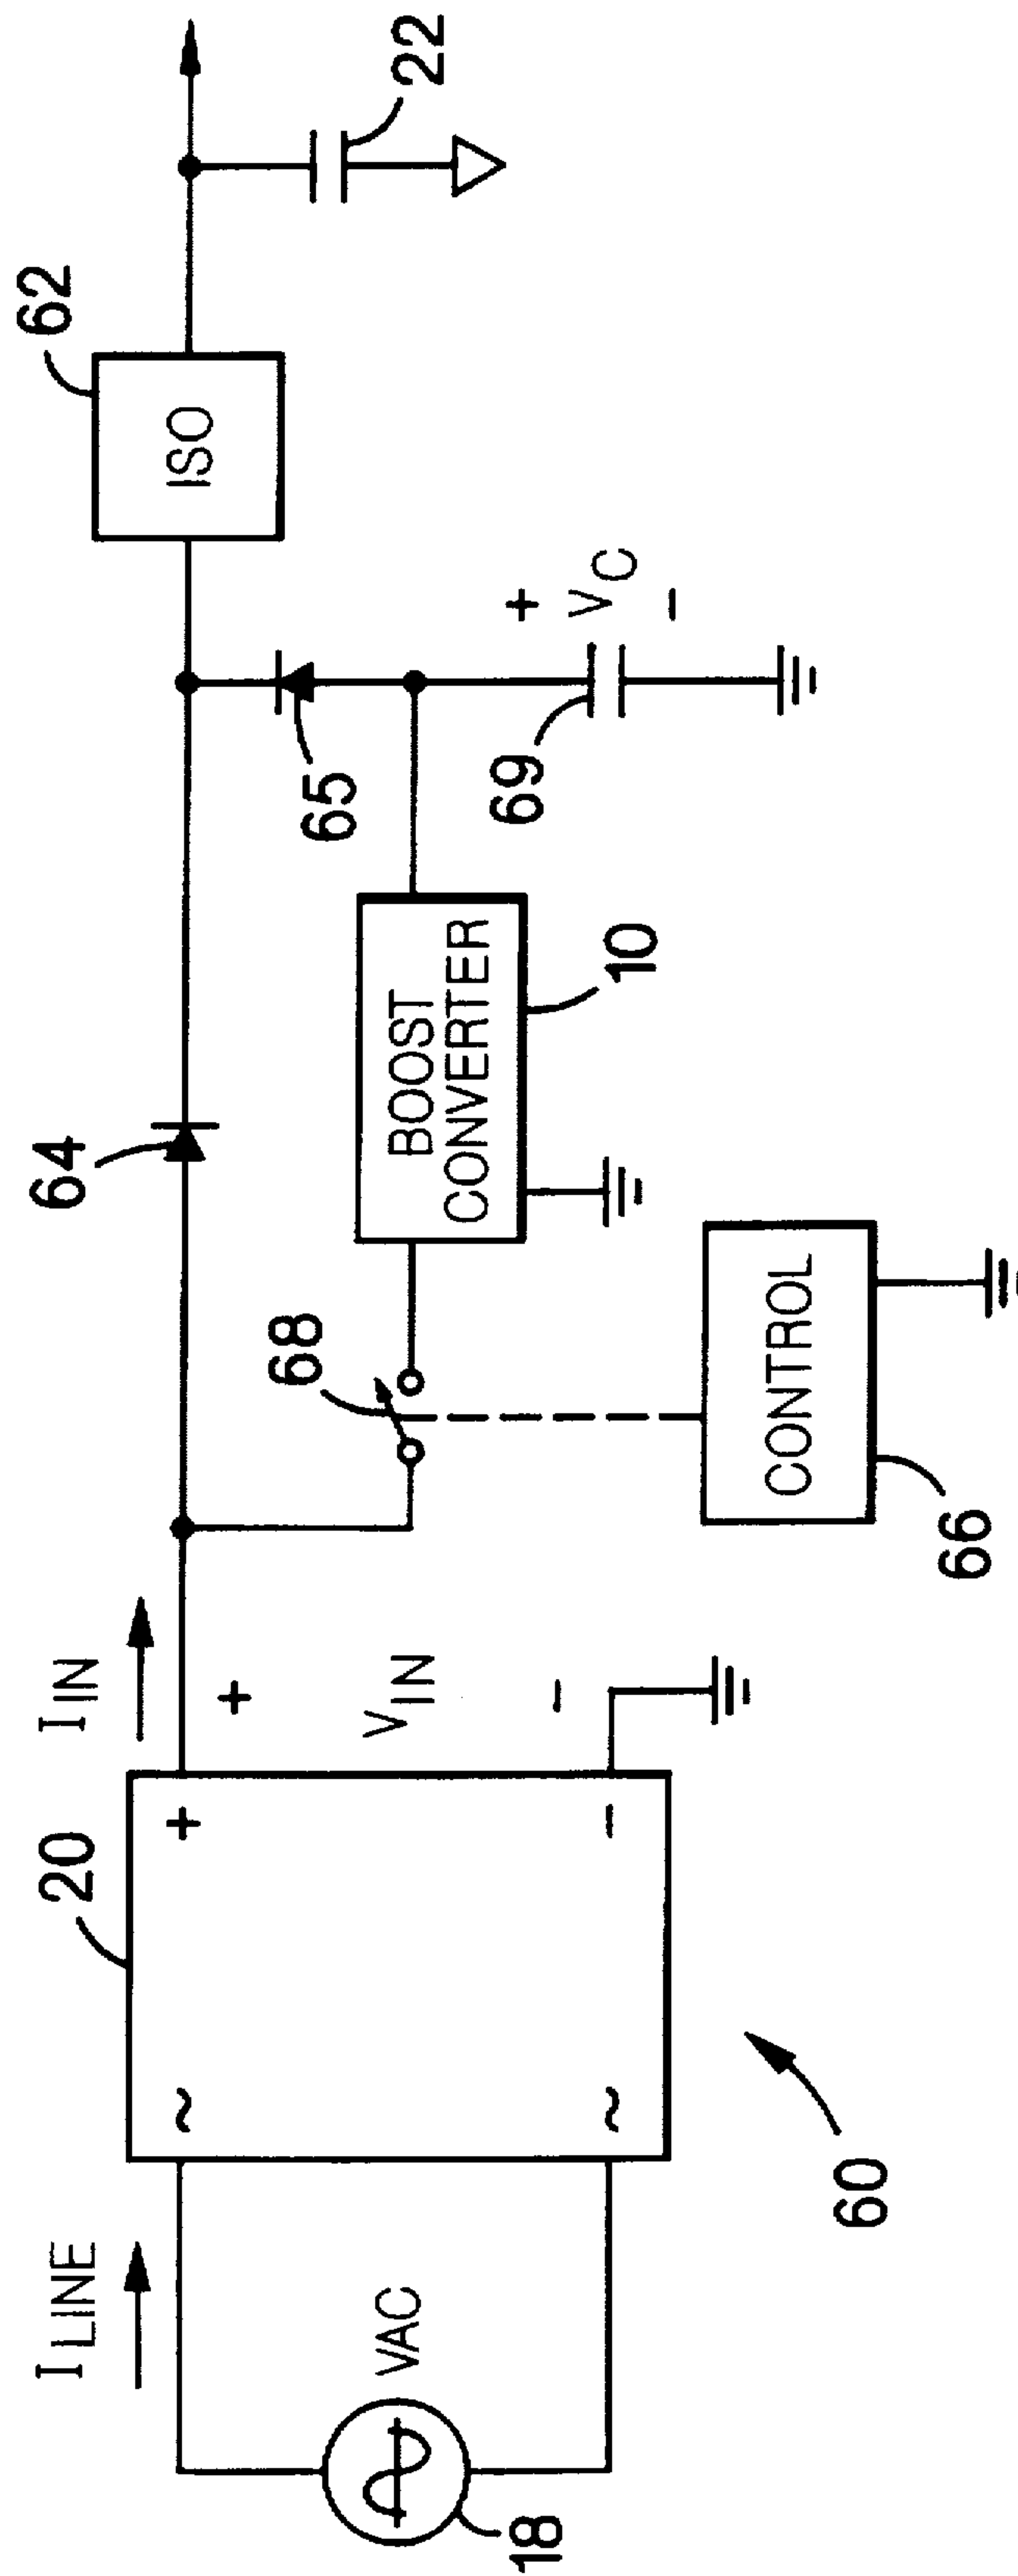 I LINE
VAC
18
~
~
20
+
−
60
I IN
+
V IN
−
68
CONTROL
66
64
BOOST
CONVERTER
10
65
69
+
V C
−
62
ISO
22